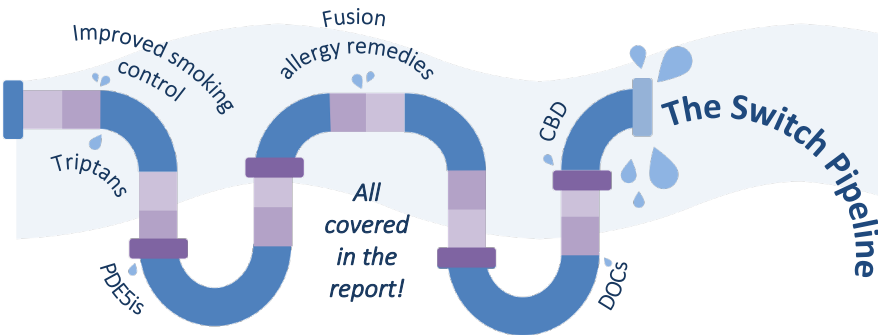 Improved smoking
control
Triptans
PDE5is
Fusion
allergy remedies
All
covered
in the
report!
CBD
DOCs
The Switch Pipeline